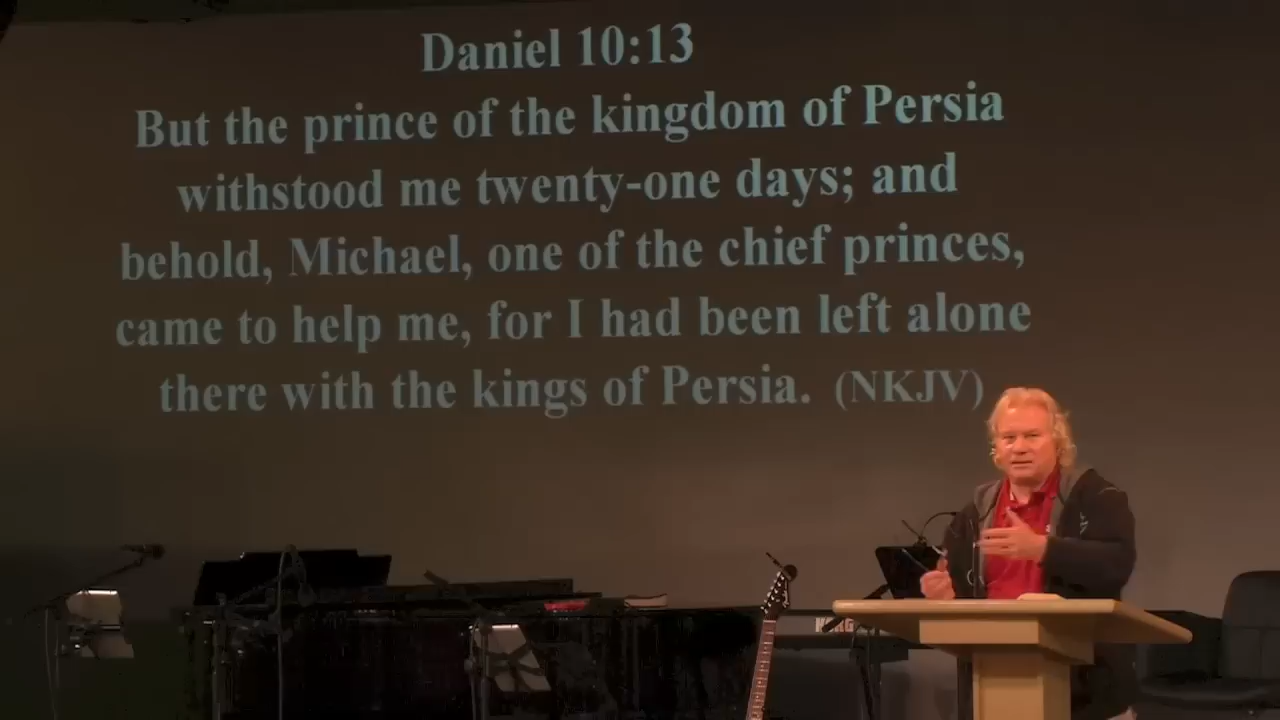 Daniel 10:13
But the prince of the kingdom of Persia
withstood me twenty-one days; and
behold, Michael, one of the chief princes,
came to help me, for I had been left alone
there with the kings of Persia. (NKJV)